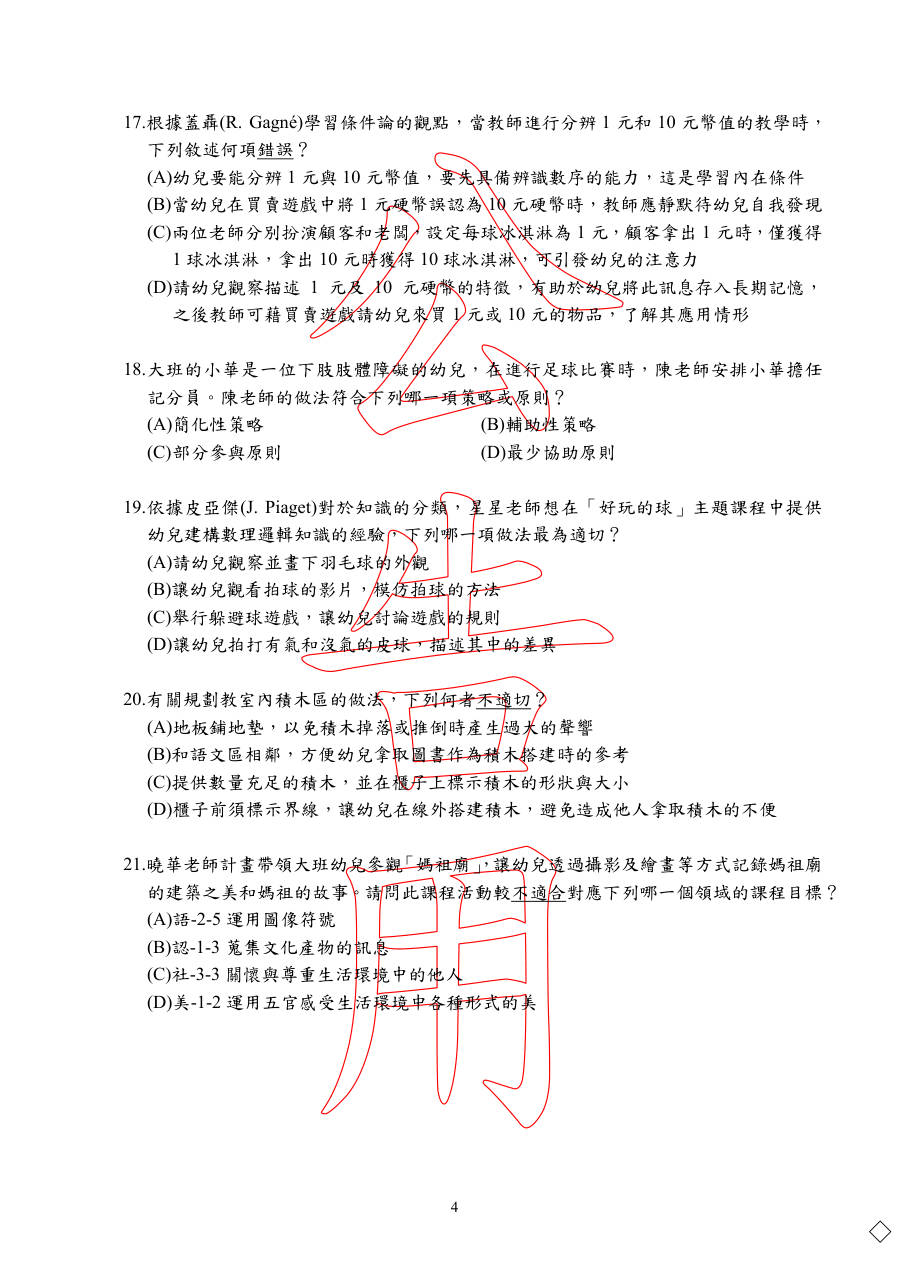 17.根據蓋聶(R. Gagné)學習條件論的觀點，當教師進行分辨 1 元和 10 元幣值的教學時，
下列敘述何項錯誤？
(A)幼兒要能分辨 1 元與 10 元幣值，要先具備辨識數序的能力，這是學習內在條件
(B)當幼兒在買賣遊戲中將 1 元硬幣誤認為 10 元硬幣時，教師應靜默待幼兒自我發現
(C)兩位老師分別扮演顧客和老闆，設定每球冰淇淋為 1 元，顧客拿出 1 元時，僅獲得
1 球冰淇淋，拿出 10 元時獲得 10 球冰淇淋，可引發幼兒的注意力
(D)請幼兒觀察描述 1 元及 10 元硬幣的特徵，有助於幼兒將此訊息存入長期記憶，
之後教師可藉買賣遊戲請幼兒來買 1 元或 10 元的物品，了解其應用情形
18.大班的小華是一位下肢肢體障礙的幼兒，在進行足球比賽時，陳老師安排小華擔任
記分員。陳老師的做法符合下列哪一項策略或原則？
(A)簡化性策略 (B)輔助性策略
(C)部分參與原則 (D)最少協助原則
19.依據皮亞傑(J. Piaget)對於知識的分類，星星老師想在「好玩的球」主題課程中提供
幼兒建構數理邏輯知識的經驗，下列哪一項做法最為適切？
(A)請幼兒觀察並畫下羽毛球的外觀
(B)讓幼兒觀看拍球的影片，模仿拍球的方法
(C)舉行躲避球遊戲，讓幼兒討論遊戲的規則
(D)讓幼兒拍打有氣和沒氣的皮球，描述其中的差異
20.有關規劃教室內積木區的做法，下列何者不適切？
(A)地板鋪地墊，以免積木掉落或推倒時產生過大的聲響
(B)和語文區相鄰，方便幼兒拿取圖書作為積木搭建時的參考
(C)提供數量充足的積木，並在櫃子上標示積木的形狀與大小
(D)櫃子前須標示界線，讓幼兒在線外搭建積木，避免造成他人拿取積木的不便
21.曉華老師計畫帶領大班幼兒參觀「媽祖廟」，讓幼兒透過攝影及繪畫等方式記錄媽祖廟
的建築之美和媽祖的故事。請問此課程活動較不適合對應下列哪一個領域的課程目標？
(A)語-2-5 運用圖像符號
(B)認-1-3 蒐集文化產物的訊息
(C)社-3-3 關懷與尊重生活環境中的他人
(D)美-1-2 運用五官感受生活環境中各種形式的美
公告用
4